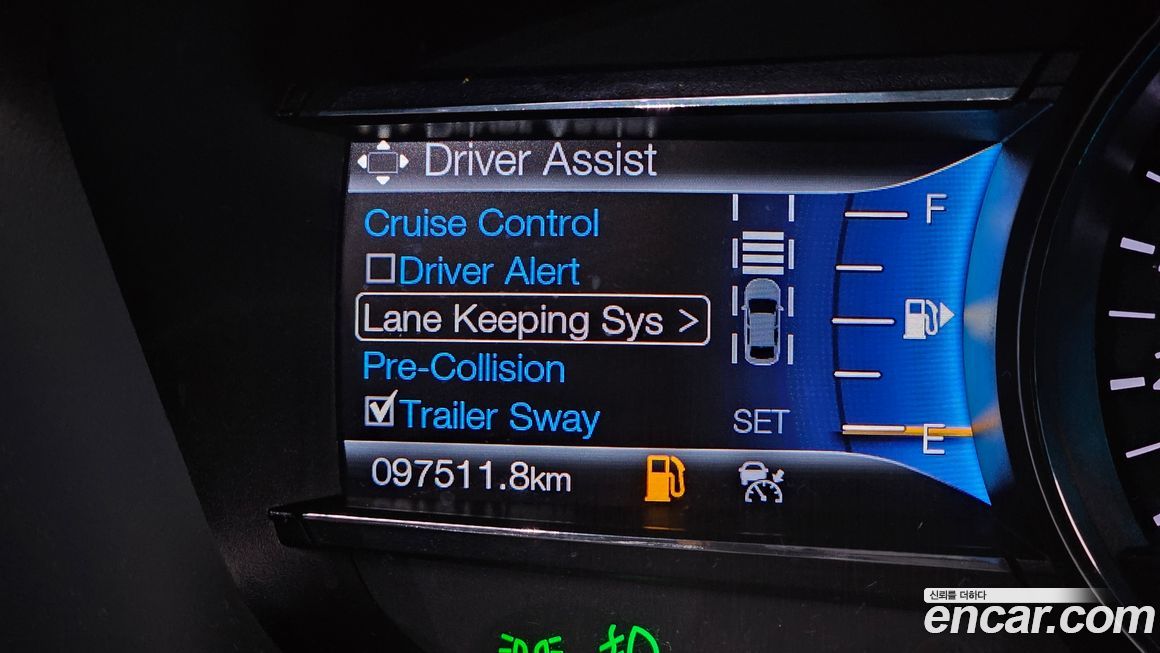 Driver Assist
Cruise Control
Driver Alert
Lane Keeping Sys >
Pre-Collision
Trailer Sway
F
E
SET
097511.8km
신뢰를 더하다
encar.com